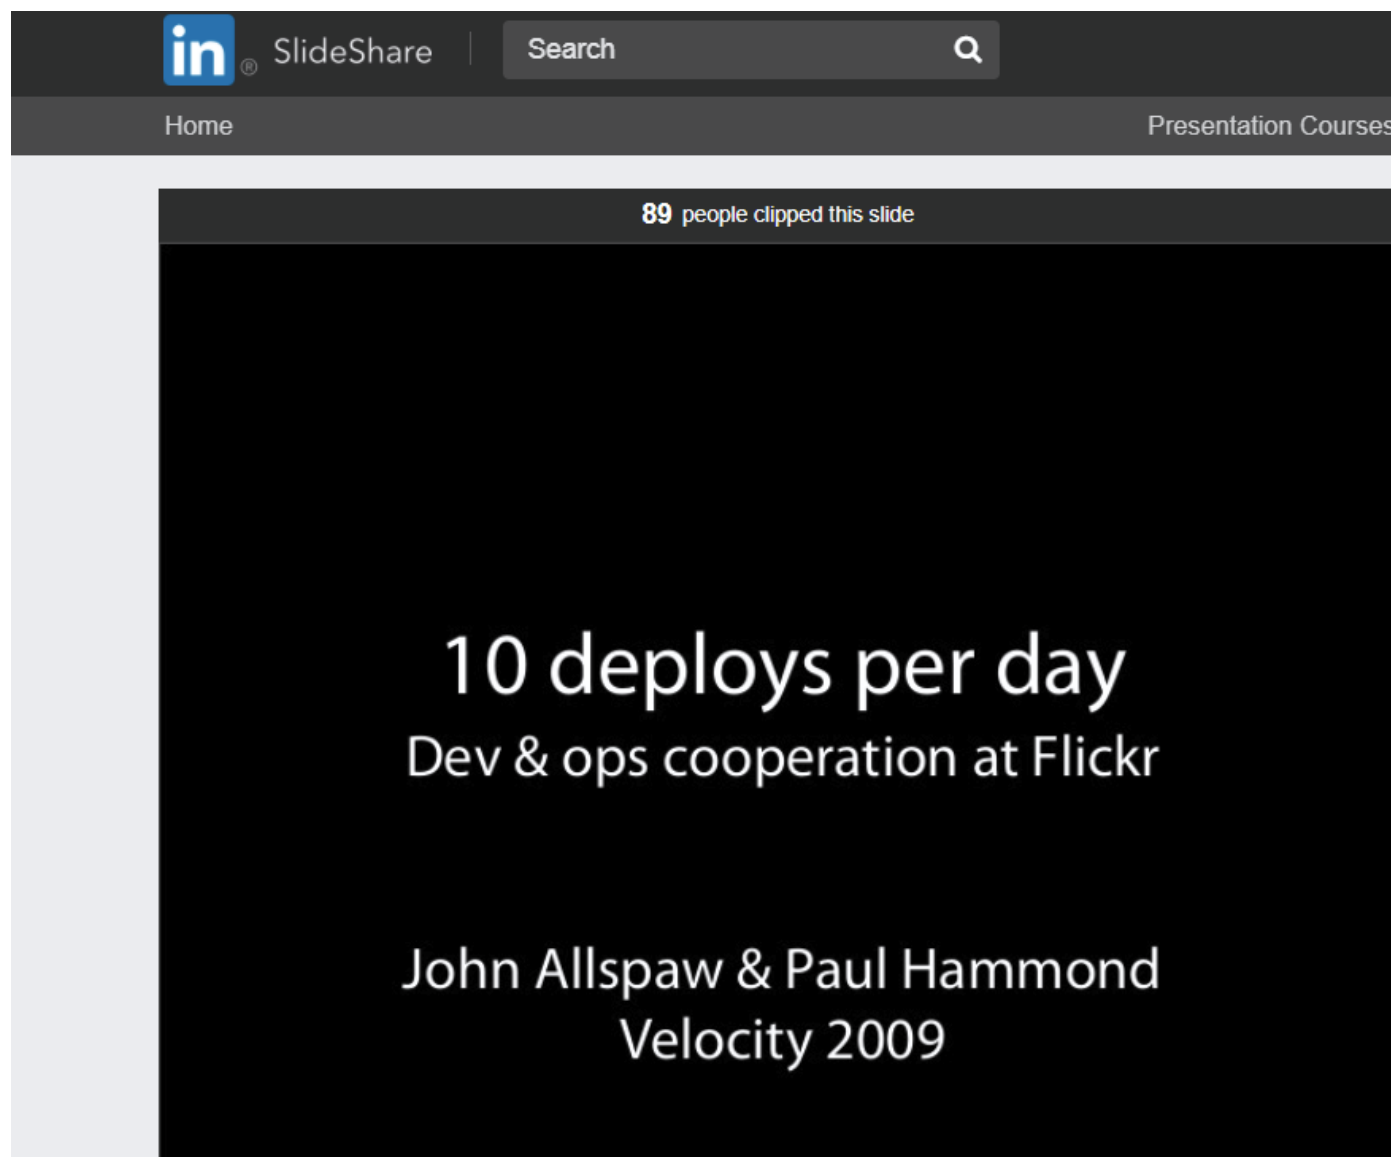 in ® SlideShare Search
Home Presentation Courses
89 people clipped this slide
10 deploys per day
Dev & ops cooperation at Flickr
John Allspaw & Paul Hammond
Velocity 2009